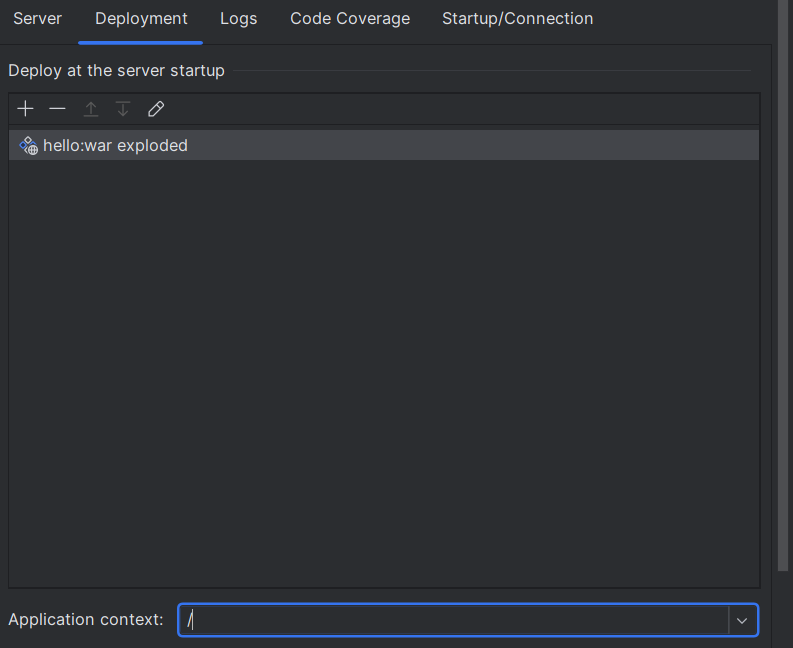 Server Deployment Logs Code Coverage Startup/Connection
Deploy at the server startup
hello:war exploded
Application context: /